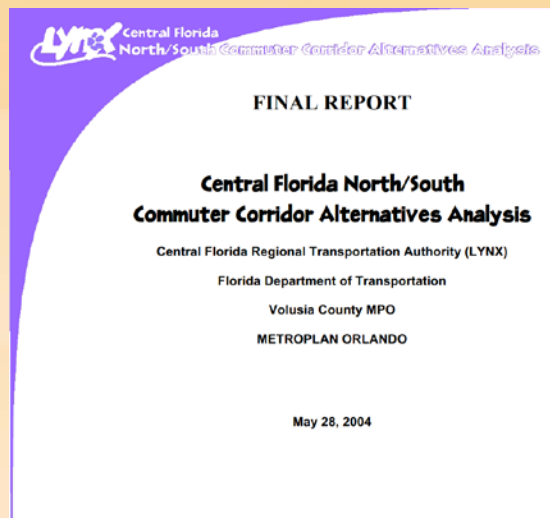 LYNX Central Florida
North/South Commuter Corridor Alternatives Analysis
FINAL REPORT
Central Florida North/South
Commuter Corridor Alternatives Analysis
Central Florida Regional Transportation Authority (LYNX)
Florida Department of Transportation
Volusia County MPO
METROPLAN ORLANDO
May 28, 2004